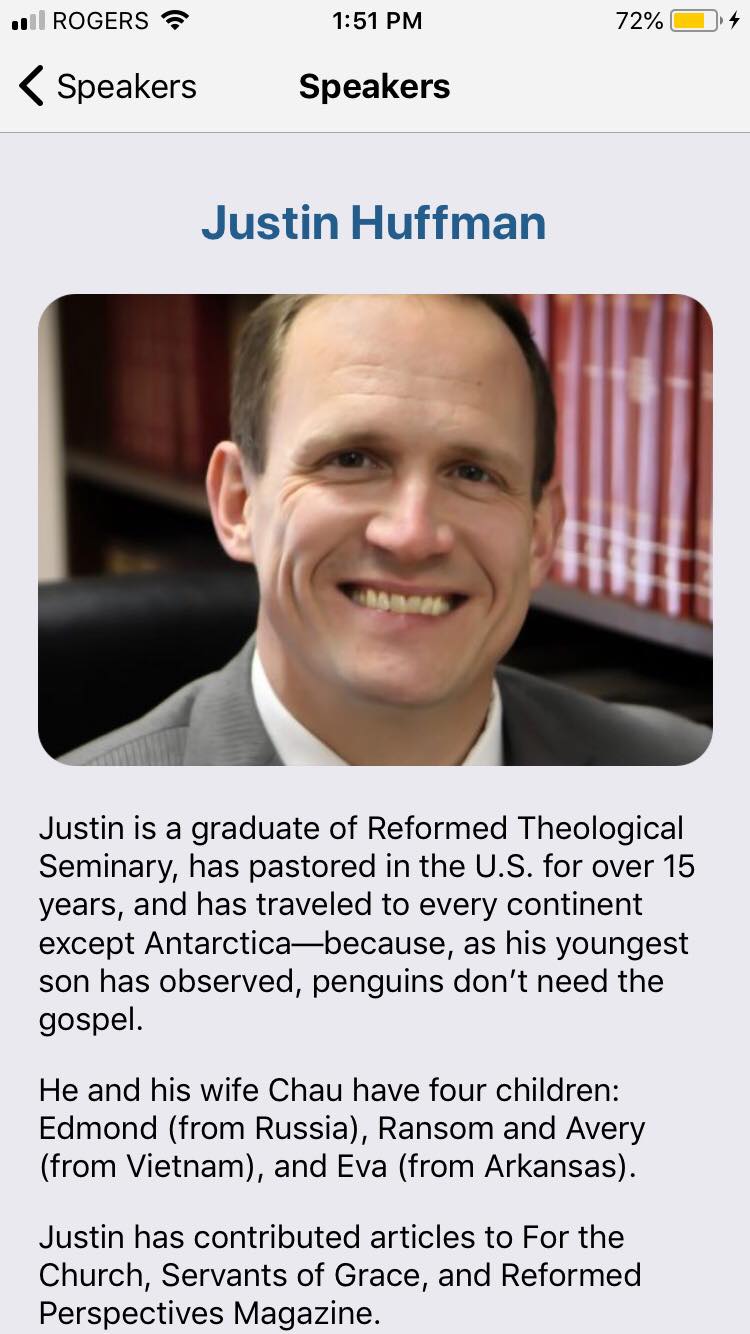 ROGERS 1:51 PM 72%
Speakers Speakers
Justin Huffman
Justin is a graduate of Reformed Theological
Seminary, has pastored in the U.S. for over 15
years, and has traveled to every continent
except Antarctica—because, as his youngest
son has observed, penguins don’t need the
gospel.
He and his wife Chau have four children:
Edmond (from Russia), Ransom and Avery
(from Vietnam), and Eva (from Arkansas).
Justin has contributed articles to For the
Church, Servants of Grace, and Reformed
Perspectives Magazine.